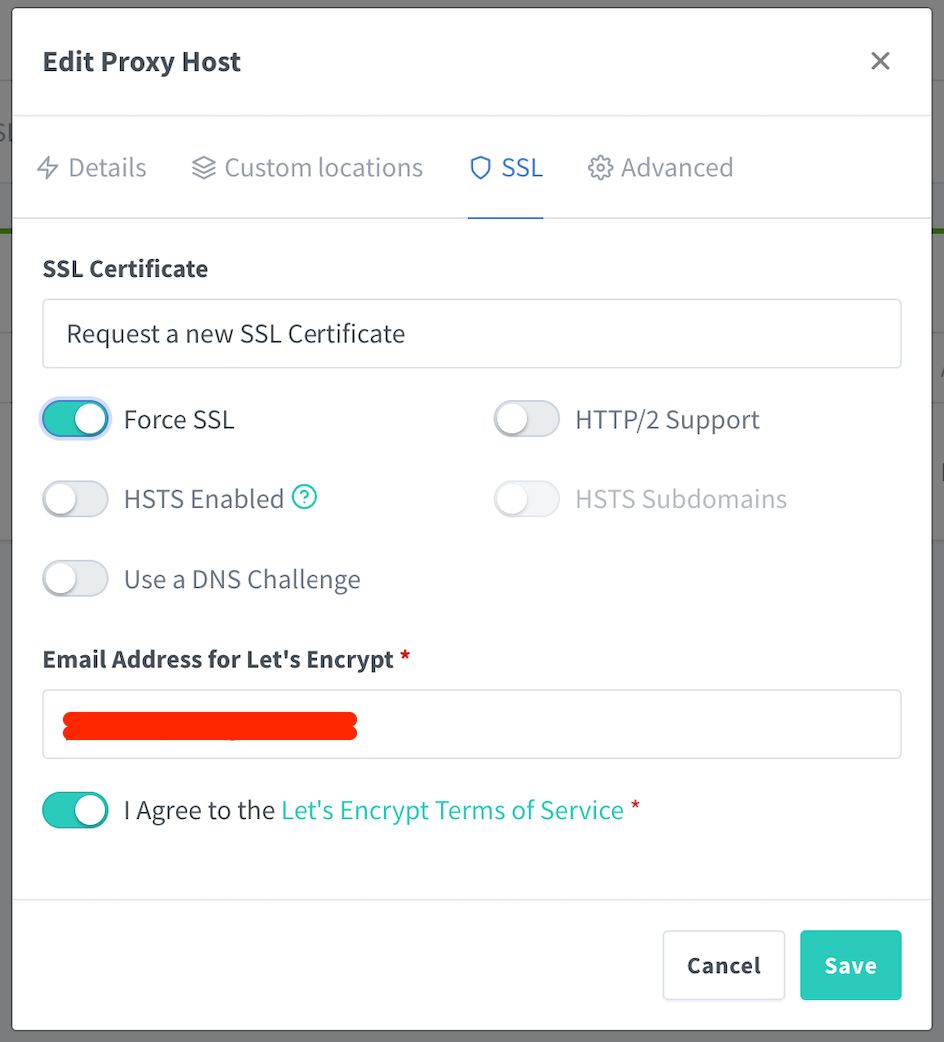 Edit Proxy Host
Details Custom locations SSL Advanced
SSL Certificate
Request a new SSL Certificate
Force SSL HTTP/2 Support
HSTS Enabled HSTS Subdomains
Use a DNS Challenge
Email Address for Let's Encrypt *
I Agree to the Let's Encrypt Terms of Service *
Cancel Save